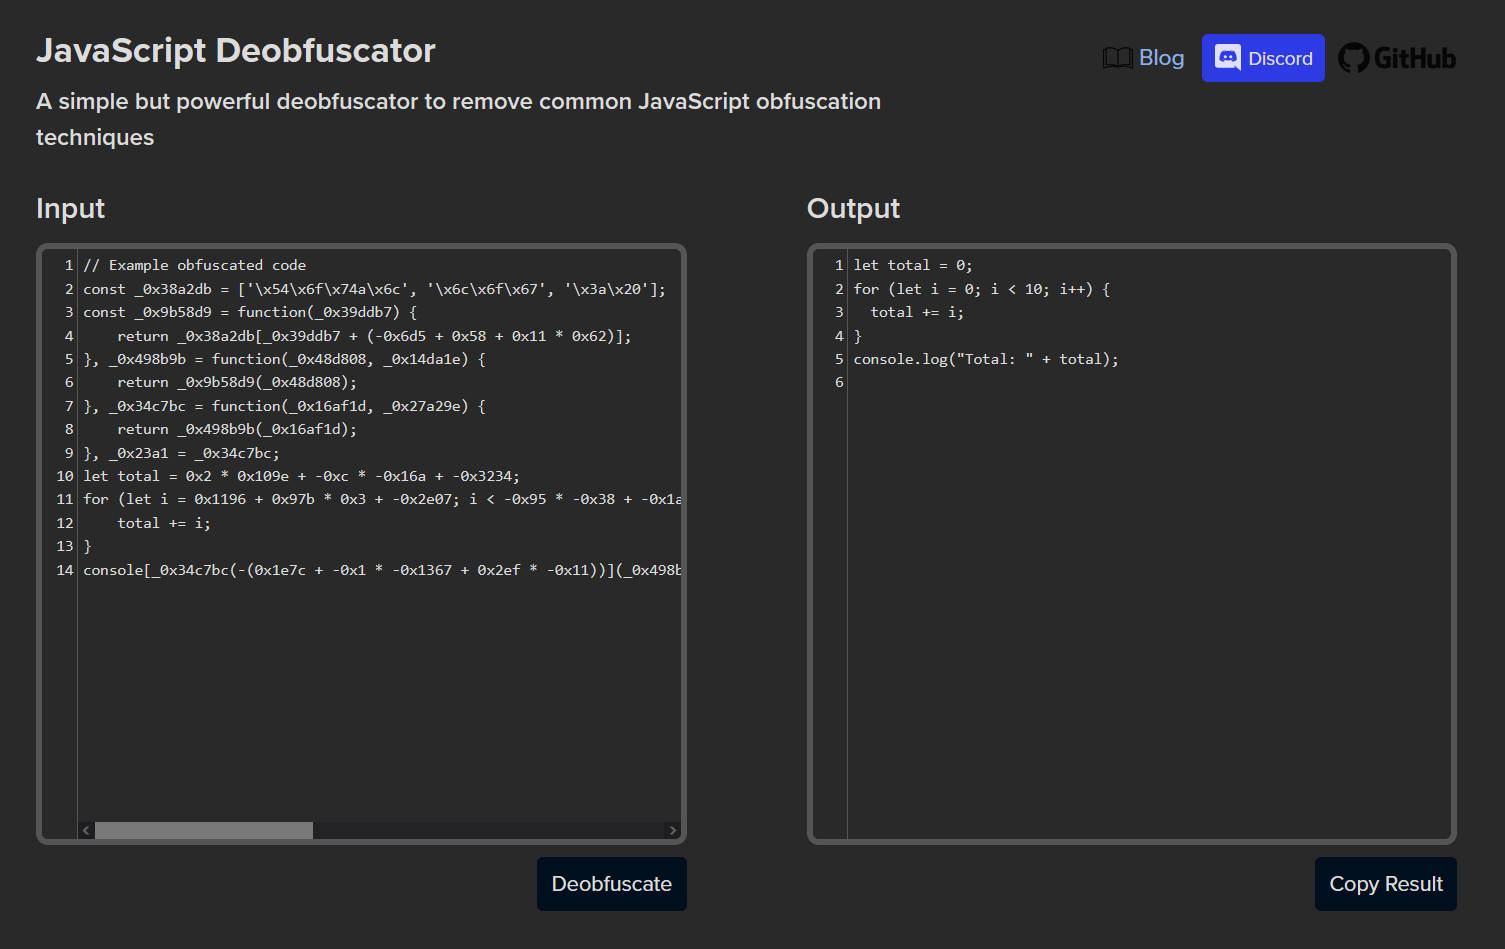 JavaScript Deobfuscator
Blog
Discord
GitHub
A simple but powerful deobfuscator to remove common JavaScript obfuscation
techniques
Input
1 // Example obfuscated code
2 const _0x38a2db = ['\x54\x6f\x74a\x6c', '\x6c\x6f\x67', '\x3a\x20'];
3 const _0x9b58d9 = function(_0x39ddb7) {
4     return _0x38a2db[_0x39ddb7 + (-0x6d5 + 0x58 + 0x11 * 0x62)];
5 }, _0x498b9b = function(_0x48d808, _0x14da1e) {
6     return _0x9b58d9(_0x48d808);
7 }, _0x34c7bc = function(_0x16af1d, _0x27a29e) {
8     return _0x498b9b(_0x16af1d);
9 }, _0x23a1 = _0x34c7bc;
10 let total = 0x2 * 0x109e + -0xc * -0x16a + -0x3234;
11 for (let i = 0x1196 + 0x97b * 0x3 + -0x2e07; i < -0x95 * -0x38 + -0x1a
12     total += i;
13 }
14 console[_0x34c7bc(-(0x1e7c + -0x1 * -0x1367 + 0x2ef * -0x11))](_0x498b
Deobfuscate
Output
1 let total = 0;
2 for (let i = 0; i < 10; i++) {
3   total += i;
4 }
5 console.log("Total: " + total);
6
Copy Result